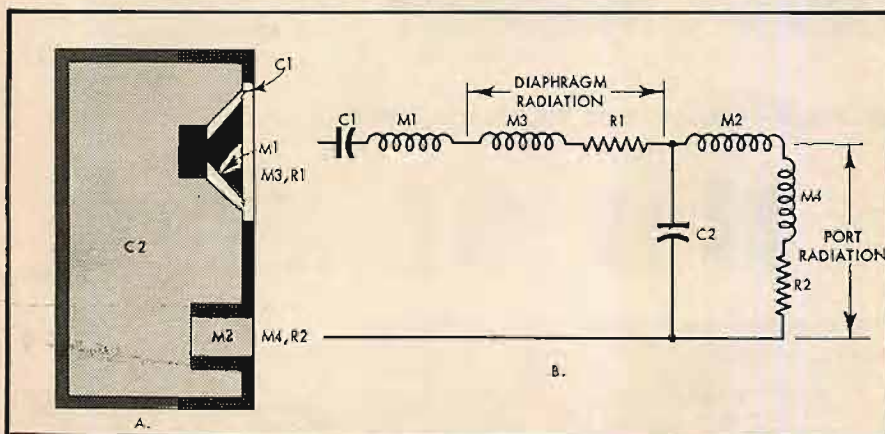 C1
M1
M3, R1
C2
M2
M4, R2
A.
DIAPHRAGM
RADIATION
C1
M1
M3
R1
M2
C2
M4
R2
PORT
RADIATION
B.